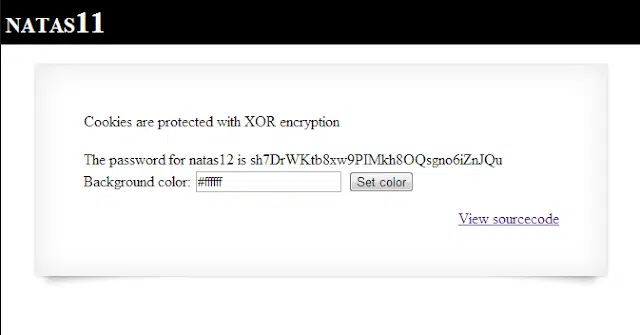 NATAS11
Cookies are protected with XOR encryption
The password for natas12 is sh7DrWKtb8xw9PIMkh8OQsgno6iZnJQu
Background color: #ffffff Set color
View sourcecode